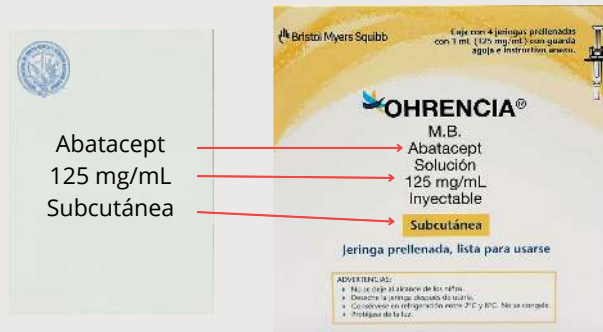 Abatacept
125 mg/mL
Subcutánea
Bristol Myers Squibb
Caja con 4 jeringas prellenadas
con 1 mL (125 mg/mL) con guarda
aguja e instructivo anexo.
OHRENCIA®
M.B.
Abatacept
Solución
125 mg/mL
Inyectable
Subcutánea
Jeringa prellenada, lista para usarse
ADVERTENCIAS:
• No se deje al alcance de los niños.
• Deseche la jeringa después de usarla.
• Consérvese en refrigeración entre 2°C y 8°C. No se congele.
• Protéjase de la luz.